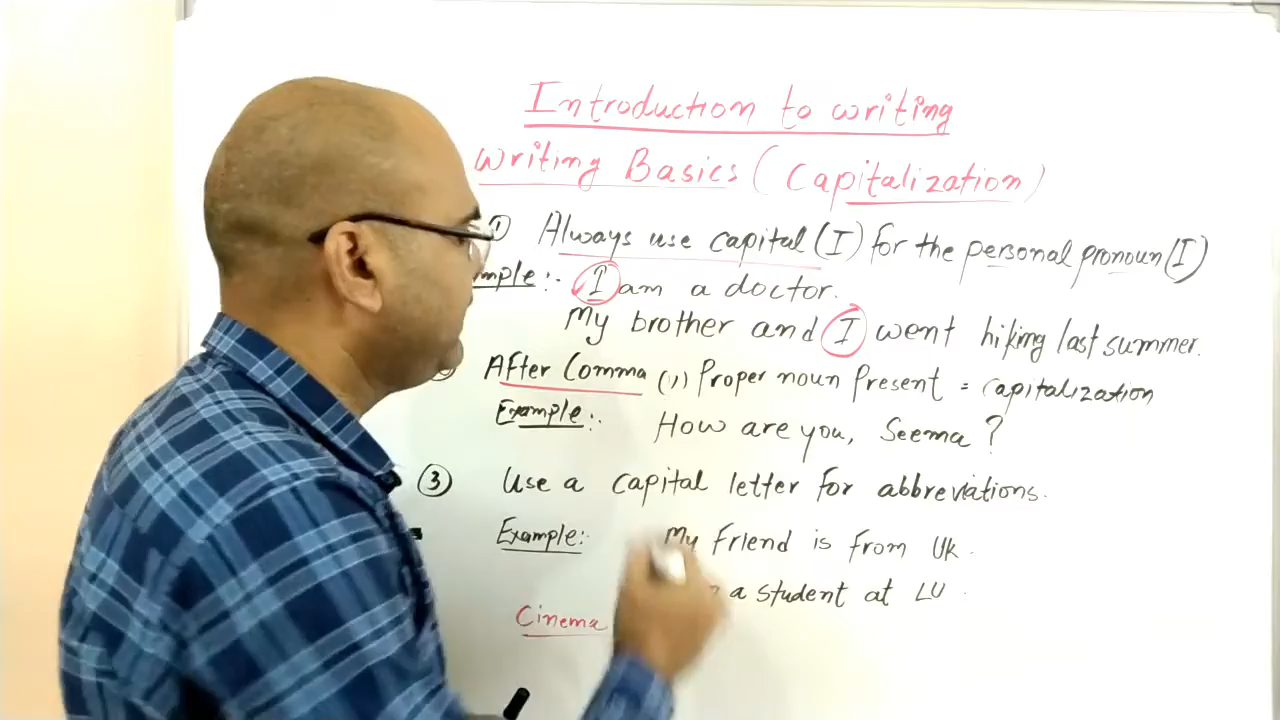 Introduction to writing
Writing Basics (Capitalization)
① Always use capital (I) for the personal pronoun (I)
mple:- I am a doctor.
My brother and I went hiking last summer.
After Comma (,) Proper noun Present = Capitalization
Example:- How are you, Seema?
③ Use a capital letter for abbreviations.
Example:- My friend is from Uk.
a student at LU.
Cinema